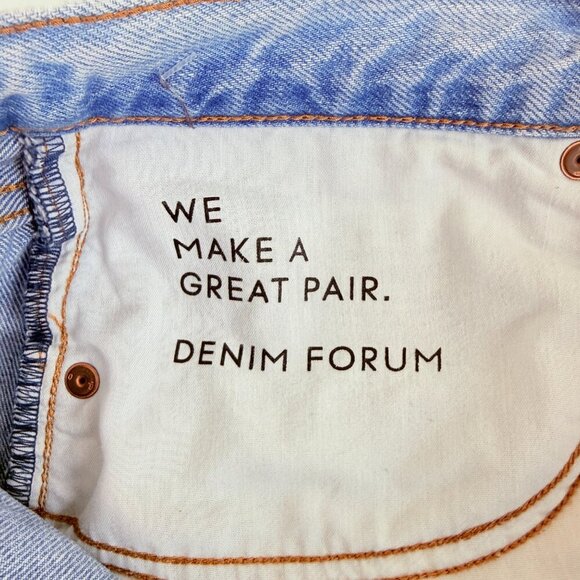 WE
MAKE A
GREAT PAIR.
DENIM FORUM